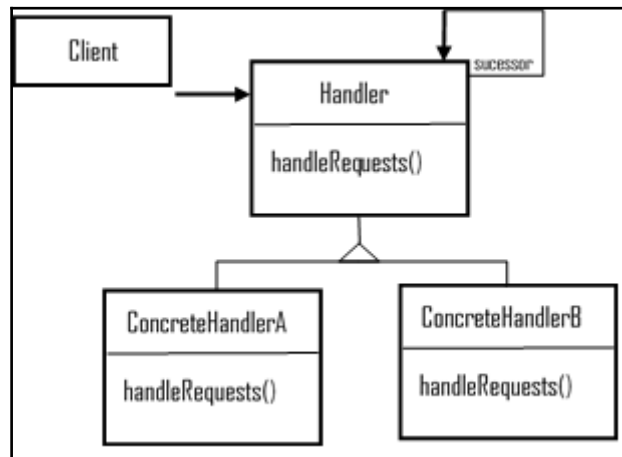 Client
sucessor
Handler
handleRequests()
ConcreteHandlerA
handleRequests()
ConcreteHandlerB
handleRequests()